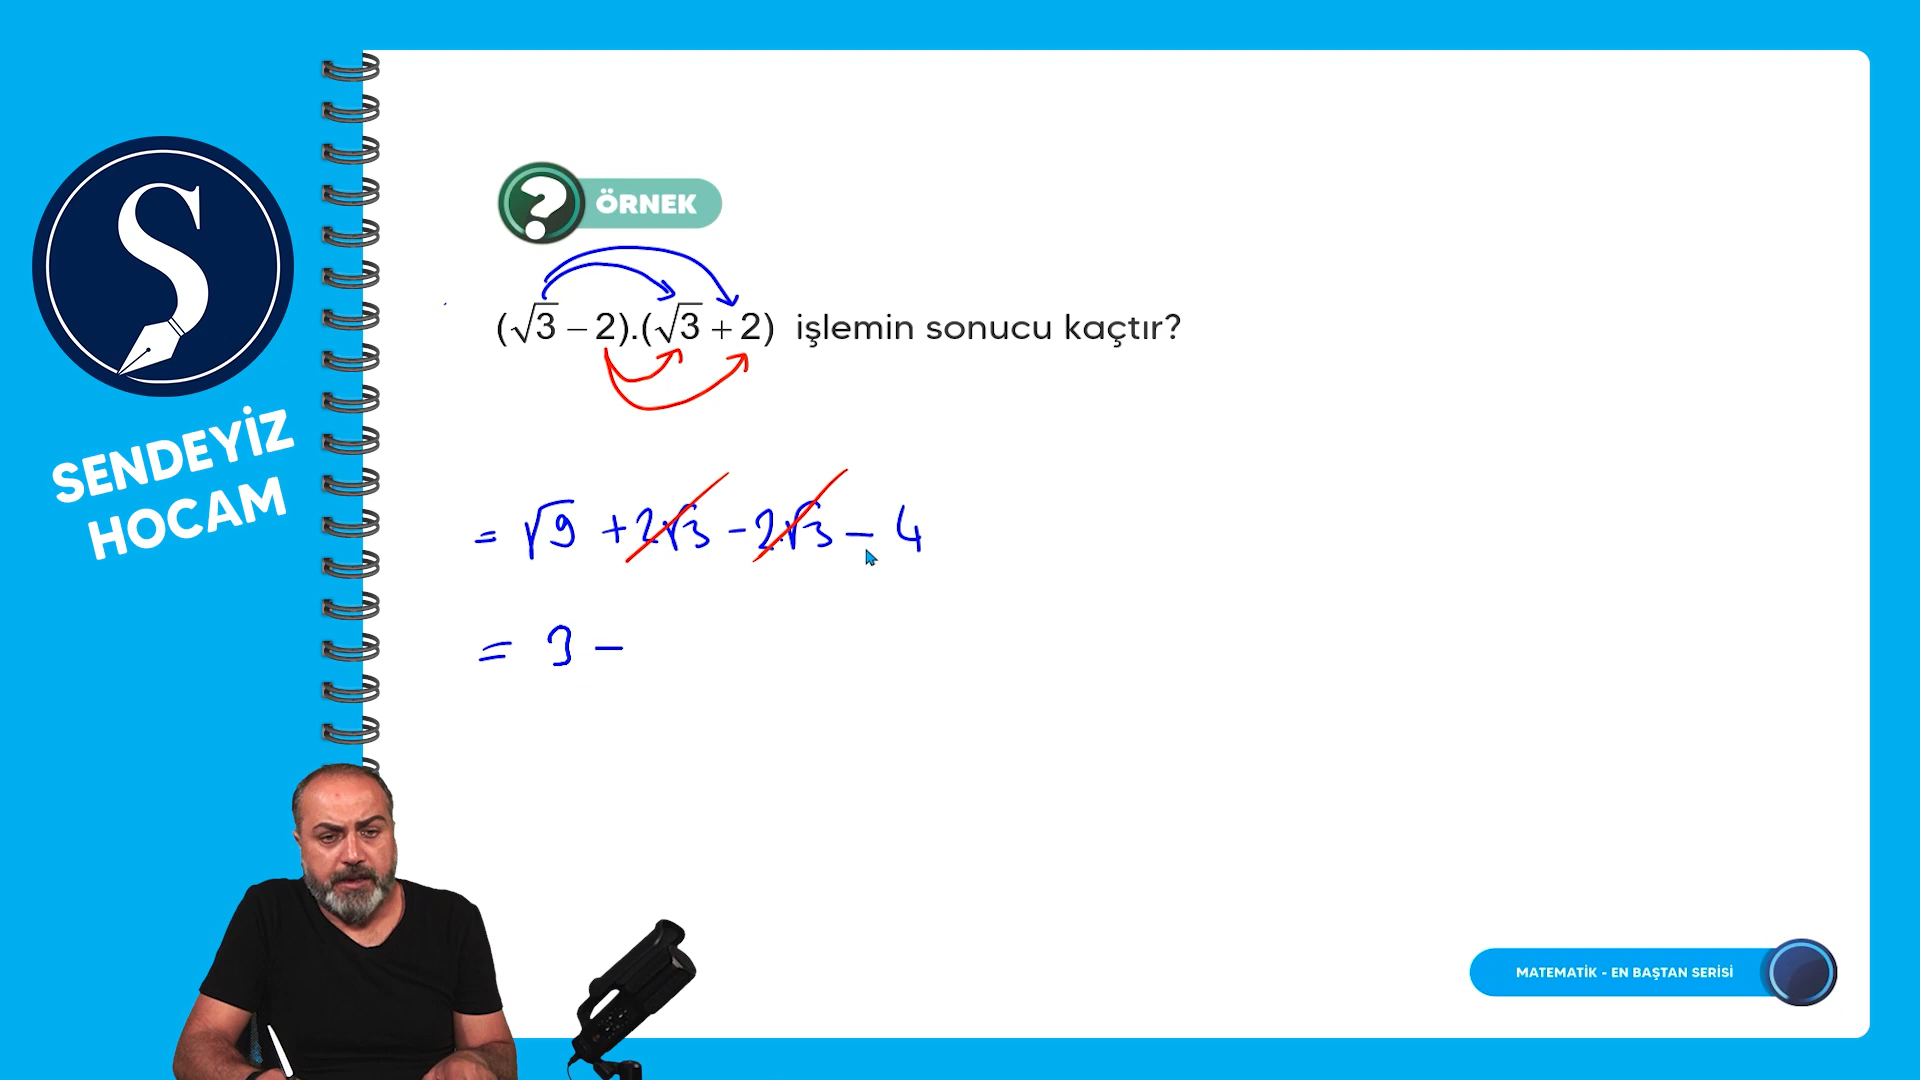 S
SENDEYİZ
HOCAM
? ÖRNEK
(√3 − 2).(√3 + 2) işlemin sonucu kaçtır?
= √9 + 2√3 - 2√3 - 4
= 3 -
MATEMATİK - EN BAŞTAN SERİSİ